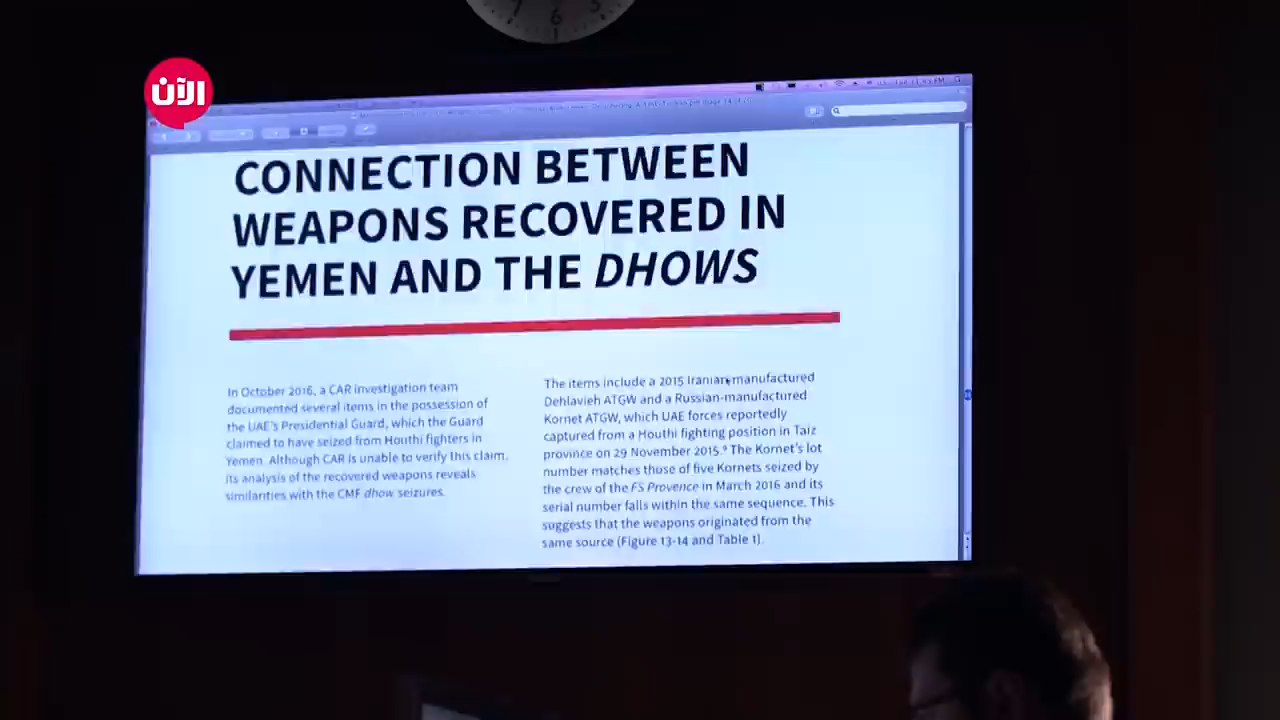 الآن
CONNECTION BETWEEN
WEAPONS RECOVERED IN
YEMEN AND THE DHOWS
In October 2016, a CAR investigation team
documented several items in the possession of
the UAE's Presidential Guard, which the Guard
claimed to have seized from Houthi fighters in
Yemen. Although CAR is unable to verify this claim,
its analysis of the recovered weapons reveals
similarities with the CMF dhow seizures.
The items include a 2015 Iranian-manufactured
Dehlavieh ATGW and a Russian-manufactured
Kornet ATGW, which UAE forces reportedly
captured from a Houthi fighting position in Taiz
province on 29 November 2015.⁹ The Kornet's lot
number matches those of five Kornets seized by
the crew of the FS Provence in March 2016 and its
serial number falls within the same sequence. This
suggests that the weapons originated from the
same source (Figure 13-14 and Table 1).
7 6 5